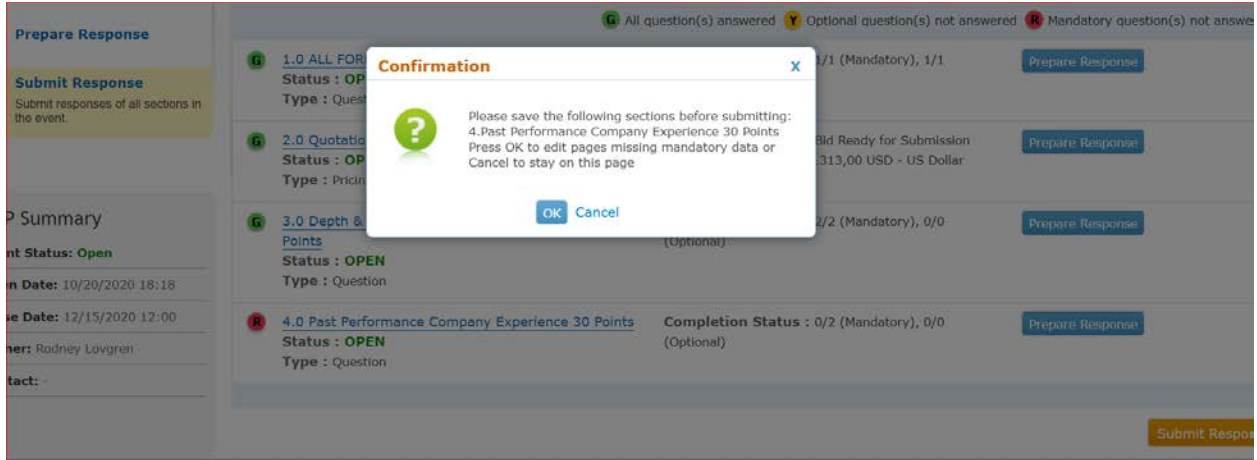 G All question(s) answered Y Optional question(s) not answered R Mandatory question(s) not answe
Prepare Response
Submit Response
Submit responses of all sections in
the event.
P Summary
nt Status: Open
n Date: 10/20/2020 18:18
se Date: 12/15/2020 12:00
ner: Rodney Lovgren
tact: -
G 1.0 ALL FOR 1/1 (Mandatory), 1/1 Prepare Response
Status : OP
Type : Quest
G 2.0 Quotatio Bid Ready for Submission Prepare Response
Status : OP 313,00 USD - US Dollar
Type : Pricin
Confirmation X
?
Please save the following sections before submitting:
4.Past Performance Company Experience 30 Points
Press OK to edit pages missing mandatory data or
Cancel to stay on this page
OK Cancel
G 3.0 Depth & 2/2 (Mandatory), 0/0 Prepare Response
Points (Optional)
Status : OPEN
Type : Question
R 4.0 Past Performance Company Experience 30 Points Completion Status : 0/2 (Mandatory), 0/0 Prepare Response
Status : OPEN (Optional)
Type : Question
Submit Respo